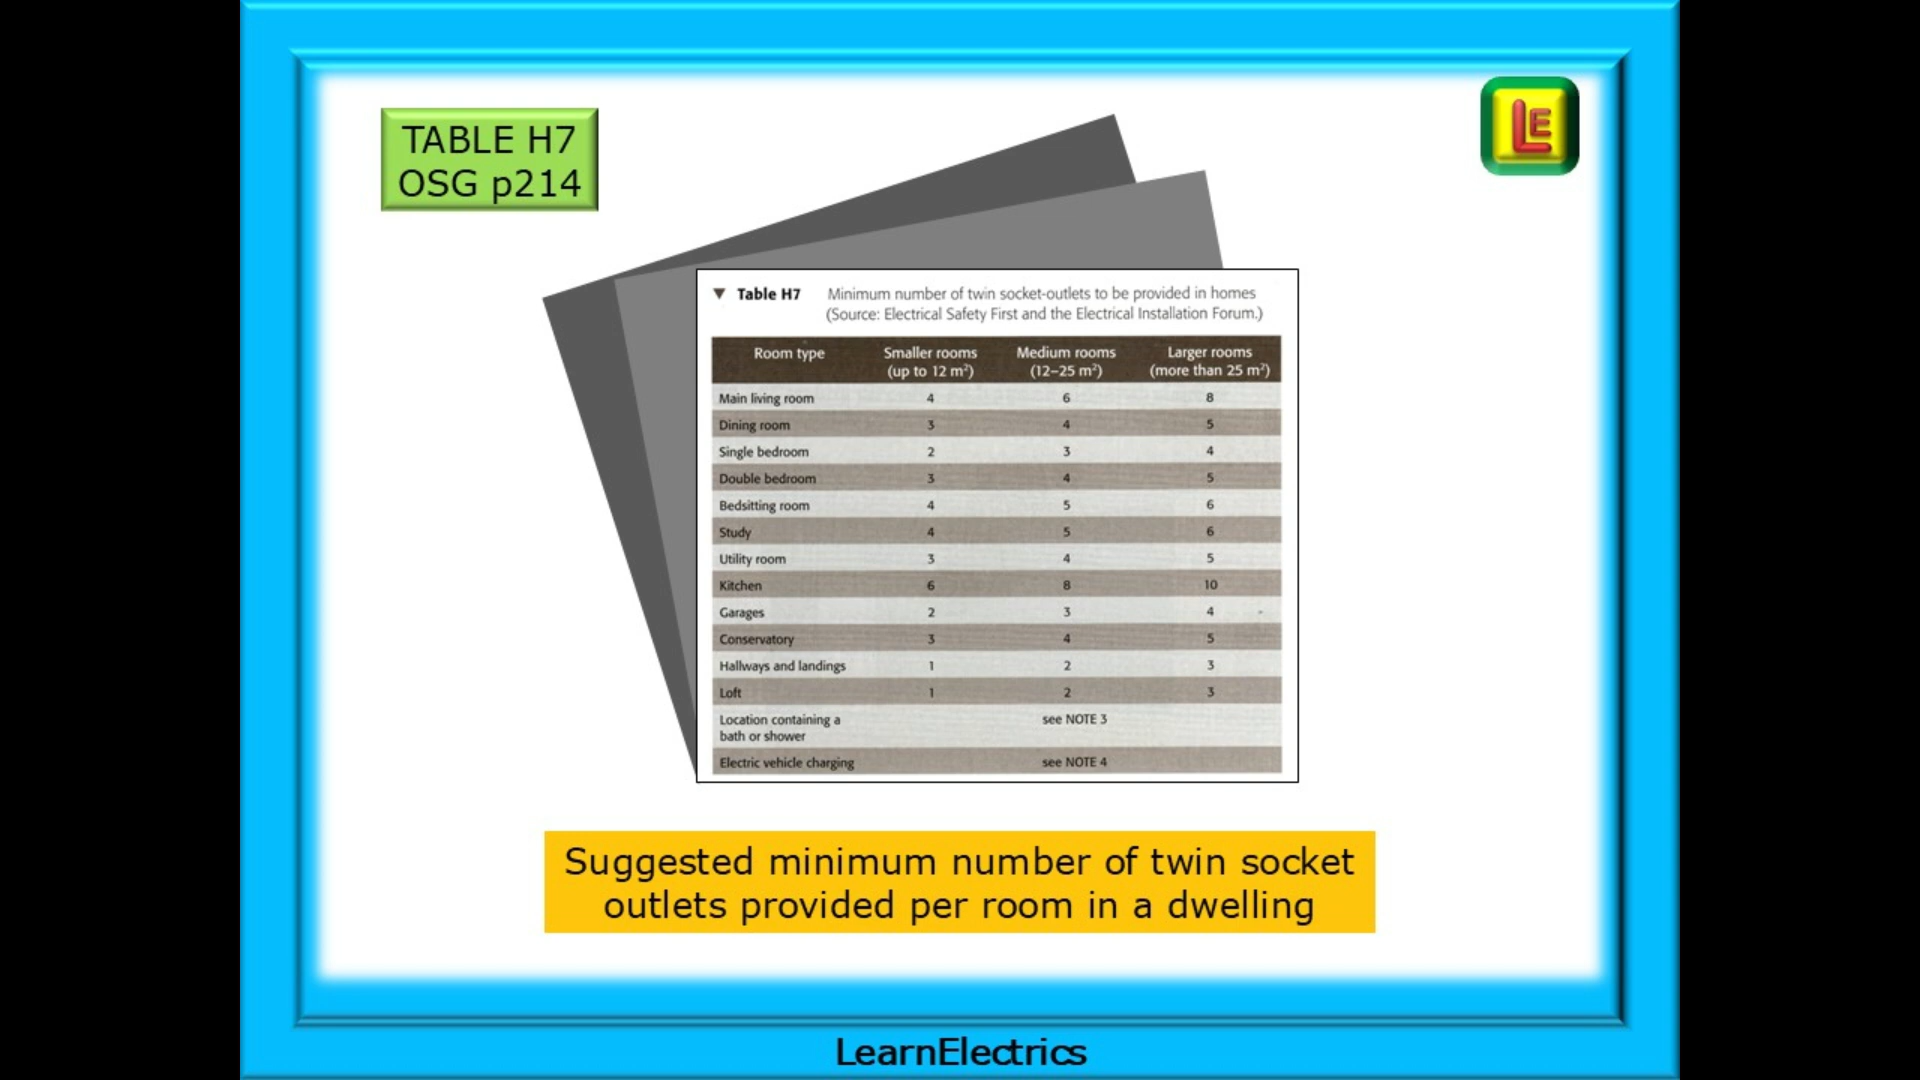 TABLE H7
OSG p214
LE
▼ Table H7 Minimum number of twin socket-outlets to be provided in homes
(Source: Electrical Safety First and the Electrical Installation Forum.)
Room type Smaller rooms (up to 12 m²) Medium rooms (12–25 m²) Larger rooms (more than 25 m²)
Main living room 4 6 8
Dining room 3 4 5
Single bedroom 2 3 4
Double bedroom 3 4 5
Bedsitting room 4 5 6
Study 4 5 6
Utility room 3 4 5
Kitchen 6 8 10
Garages 2 3 4
Conservatory 3 4 5
Hallways and landings 1 2 3
Loft 1 2 3
Location containing a bath or shower see NOTE 3
Electric vehicle charging see NOTE 4
Suggested minimum number of twin socket
outlets provided per room in a dwelling
LearnElectrics